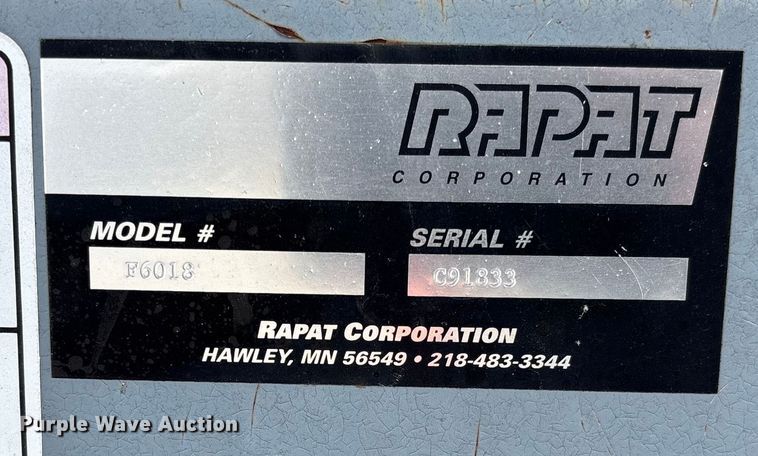 RAPAT
CORPORATION
MODEL # SERIAL #
F6018 C91833
RAPAT CORPORATION
HAWLEY, MN 56549 • 218-483-3344
Purple Wave Auction